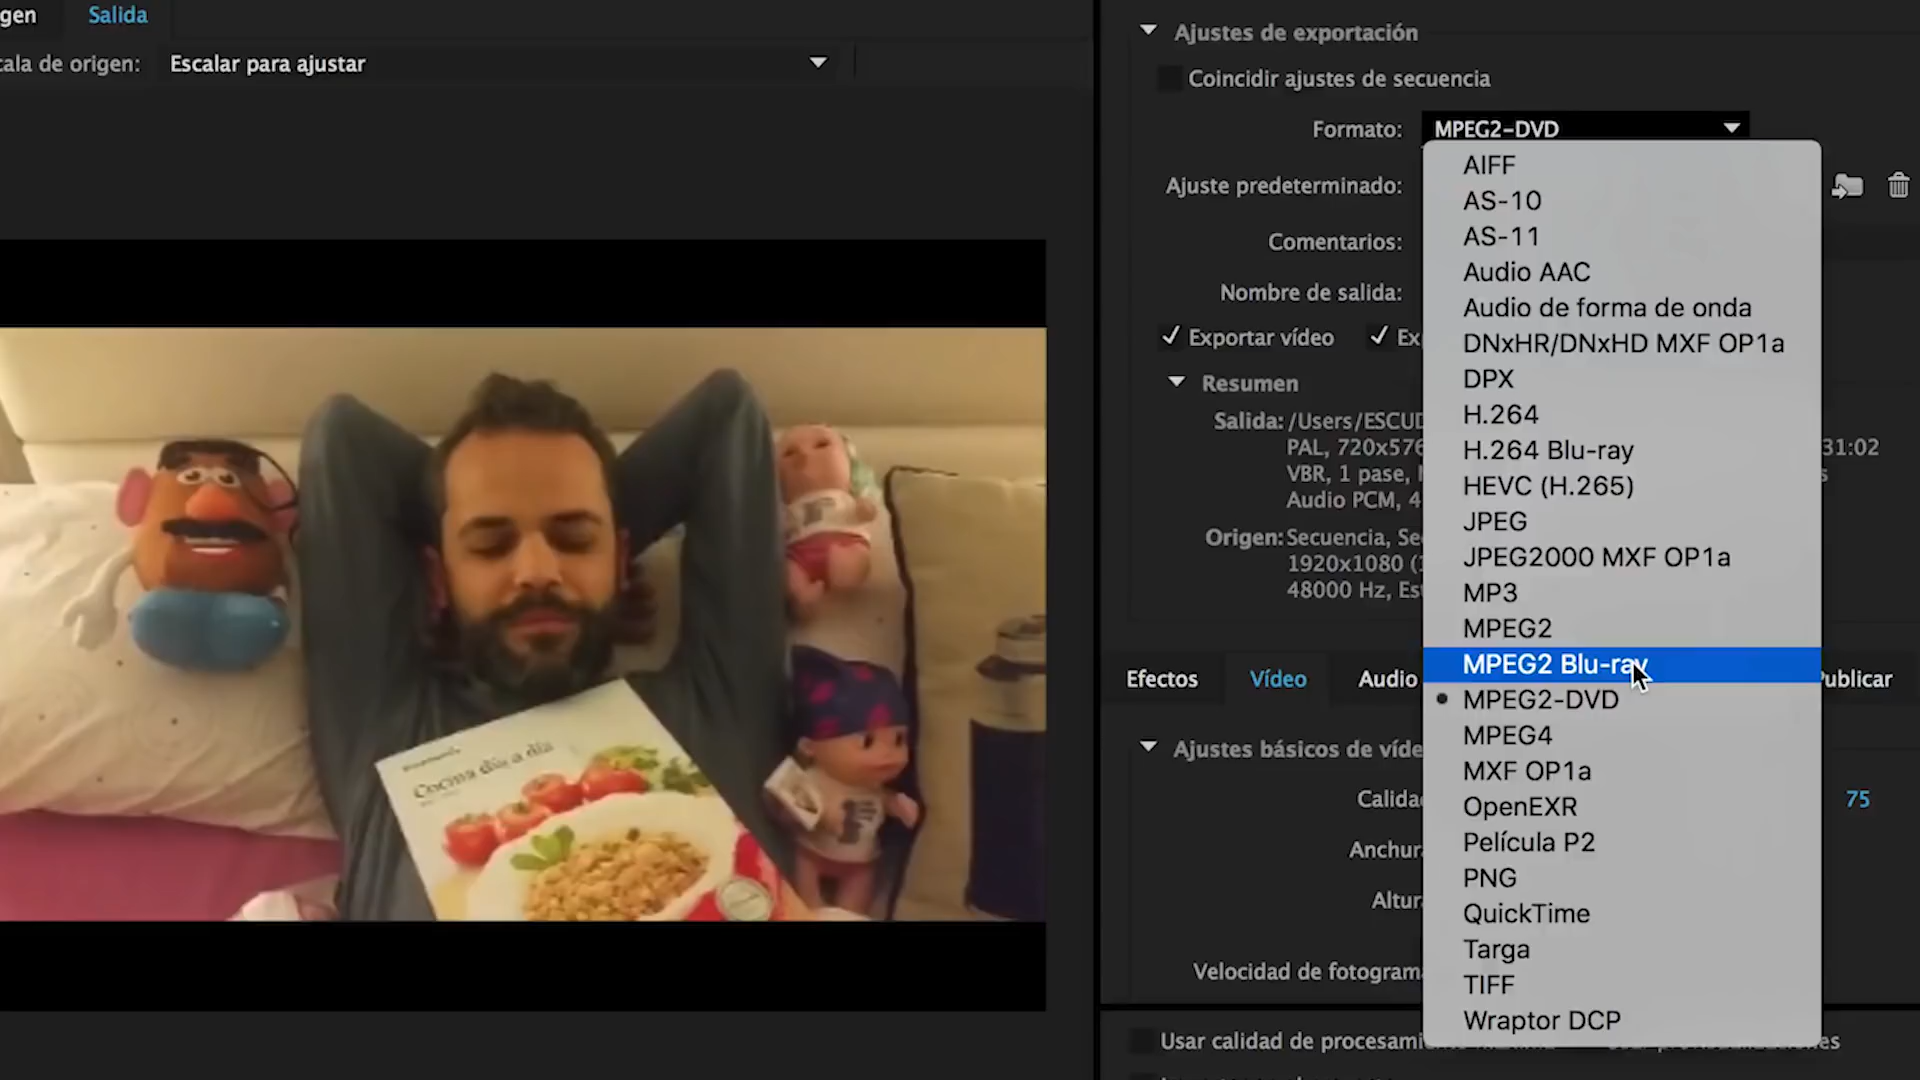 gen
Salida
cala de origen:
Escalar para ajustar
Ajustes de exportación
Coincidir ajustes de secuencia
Formato:
MPEG2-DVD
Ajuste predeterminado:
Comentarios:
Nombre de salida:
Exportar vídeo
Ex
Resumen
Salida: /Users/ESCUD
PAL, 720x576
31:02
VBR, 1 pase,
s
Audio PCM, 4
Origen: Secuencia, Se
1920x1080 (
48000 Hz, Est
AIFF
AS-10
AS-11
Audio AAC
Audio de forma de onda
DNxHR/DNxHD MXF OP1a
DPX
H.264
H.264 Blu-ray
HEVC (H.265)
JPEG
JPEG2000 MXF OP1a
MP3
MPEG2
MPEG2 Blu-ray
MPEG2-DVD
MPEG4
MXF OP1a
OpenEXR
Película P2
PNG
QuickTime
Targa
TIFF
Wraptor DCP
Efectos
Vídeo
Audio
Publicar
Ajustes básicos de víde
Calida
75
Anchur
Altur
Velocidad de fotogram
Usar calidad de procesami
Cocina día a día